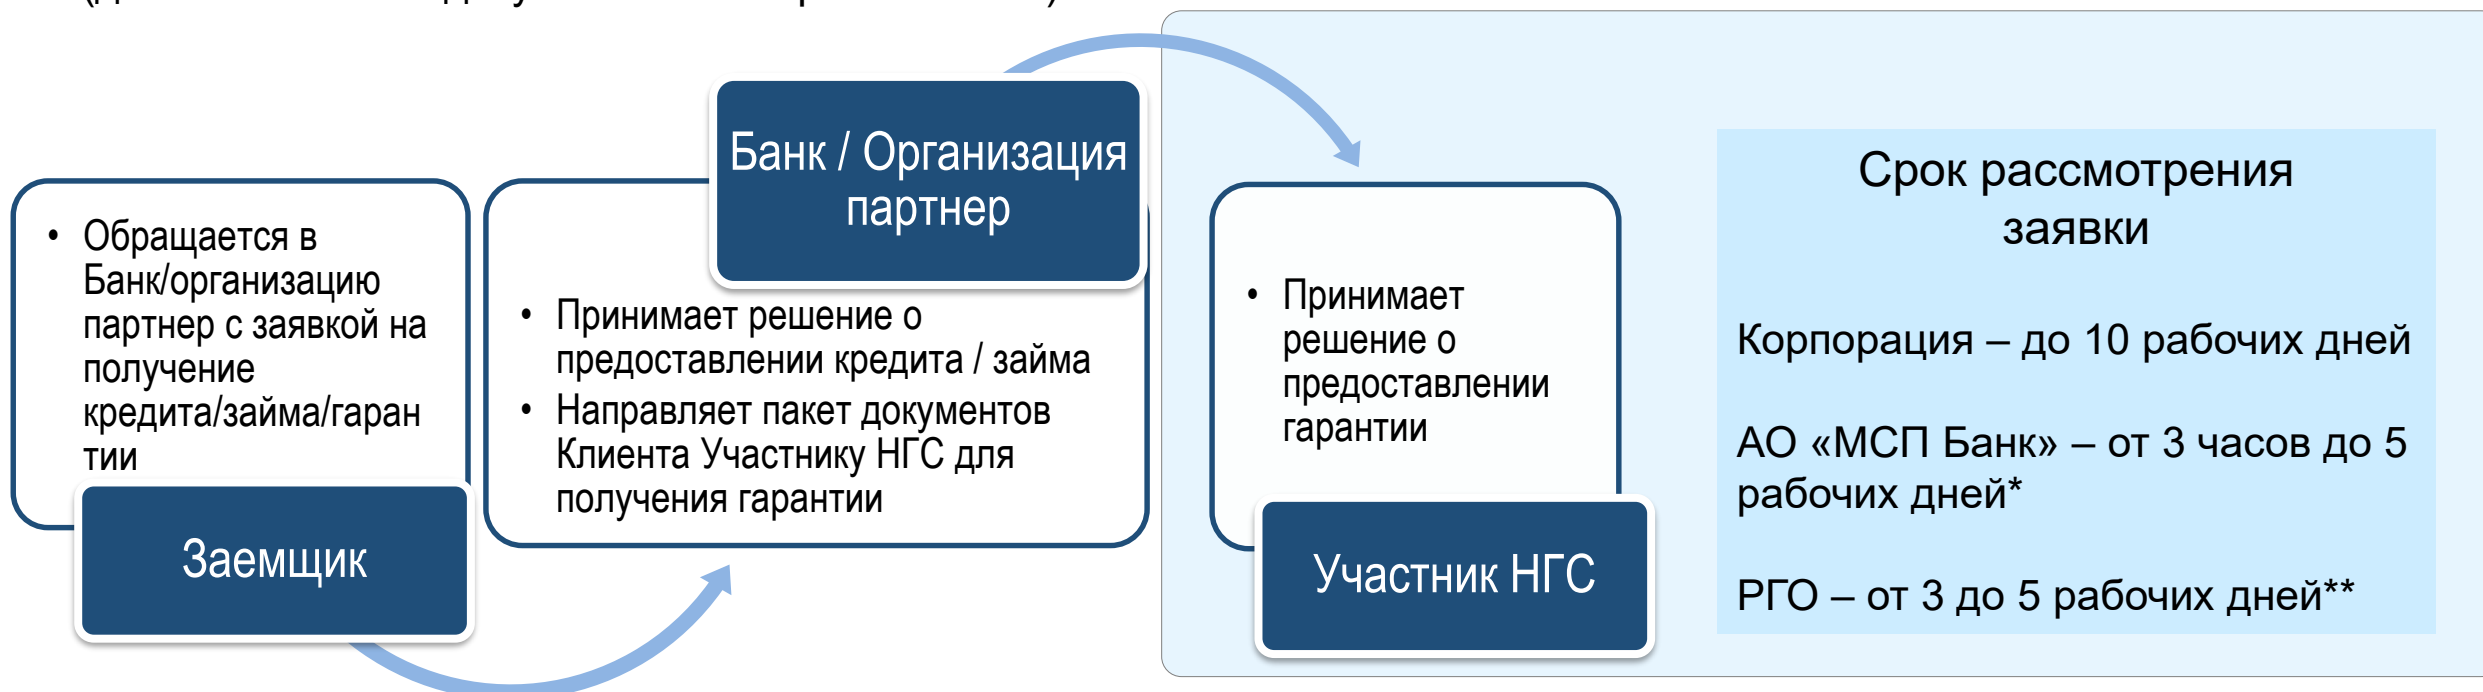 Обращается в
Банк/организацию
партнер с заявкой на
получение
кредита/займа/гаран
тии
Заемщик
Банк / Организация
партнер
• Принимает решение о
предоставлении кредита / займа
• Направляет пакет документов
Клиента Участнику НГС для
получения гарантии
• Принимает
решение о
предоставлении
гарантии
Участник НГС
Срок рассмотрения
заявки
Корпорация – до 10 рабочих дней
АО «МСП Банк» – от 3 часов до 5
рабочих дней*
РГО – от 3 до 5 рабочих дней**